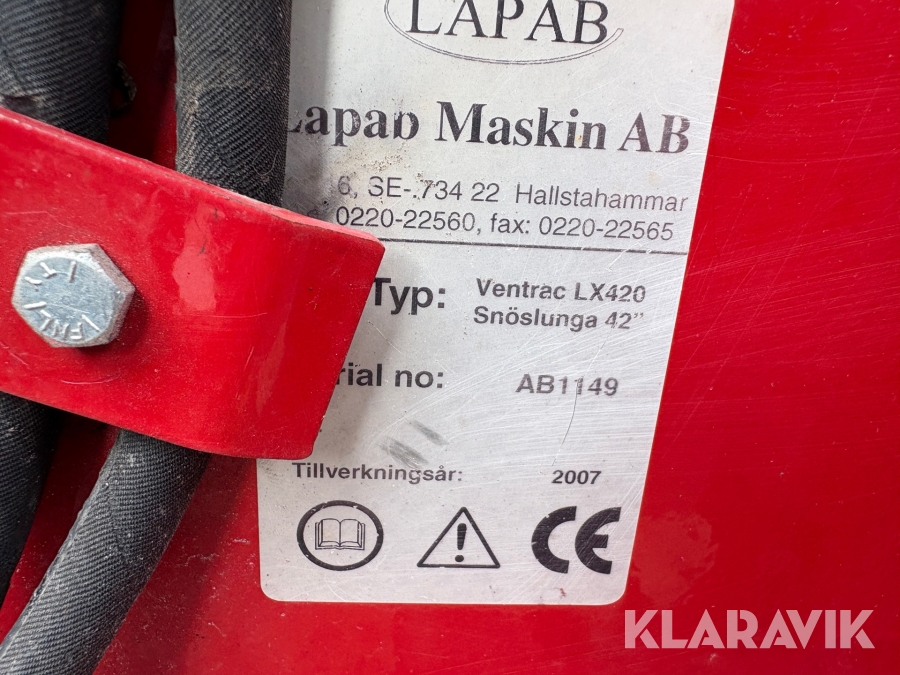 LAPAB
Lapab Maskin AB
6, SE-734 22 Hallstahammar
0220-22560, fax: 0220-22565
Typ: Ventrac LX420
Snöslunga 42"
rial no: AB1149
Tillverkningsår: 2007
CE
KLARAVIK